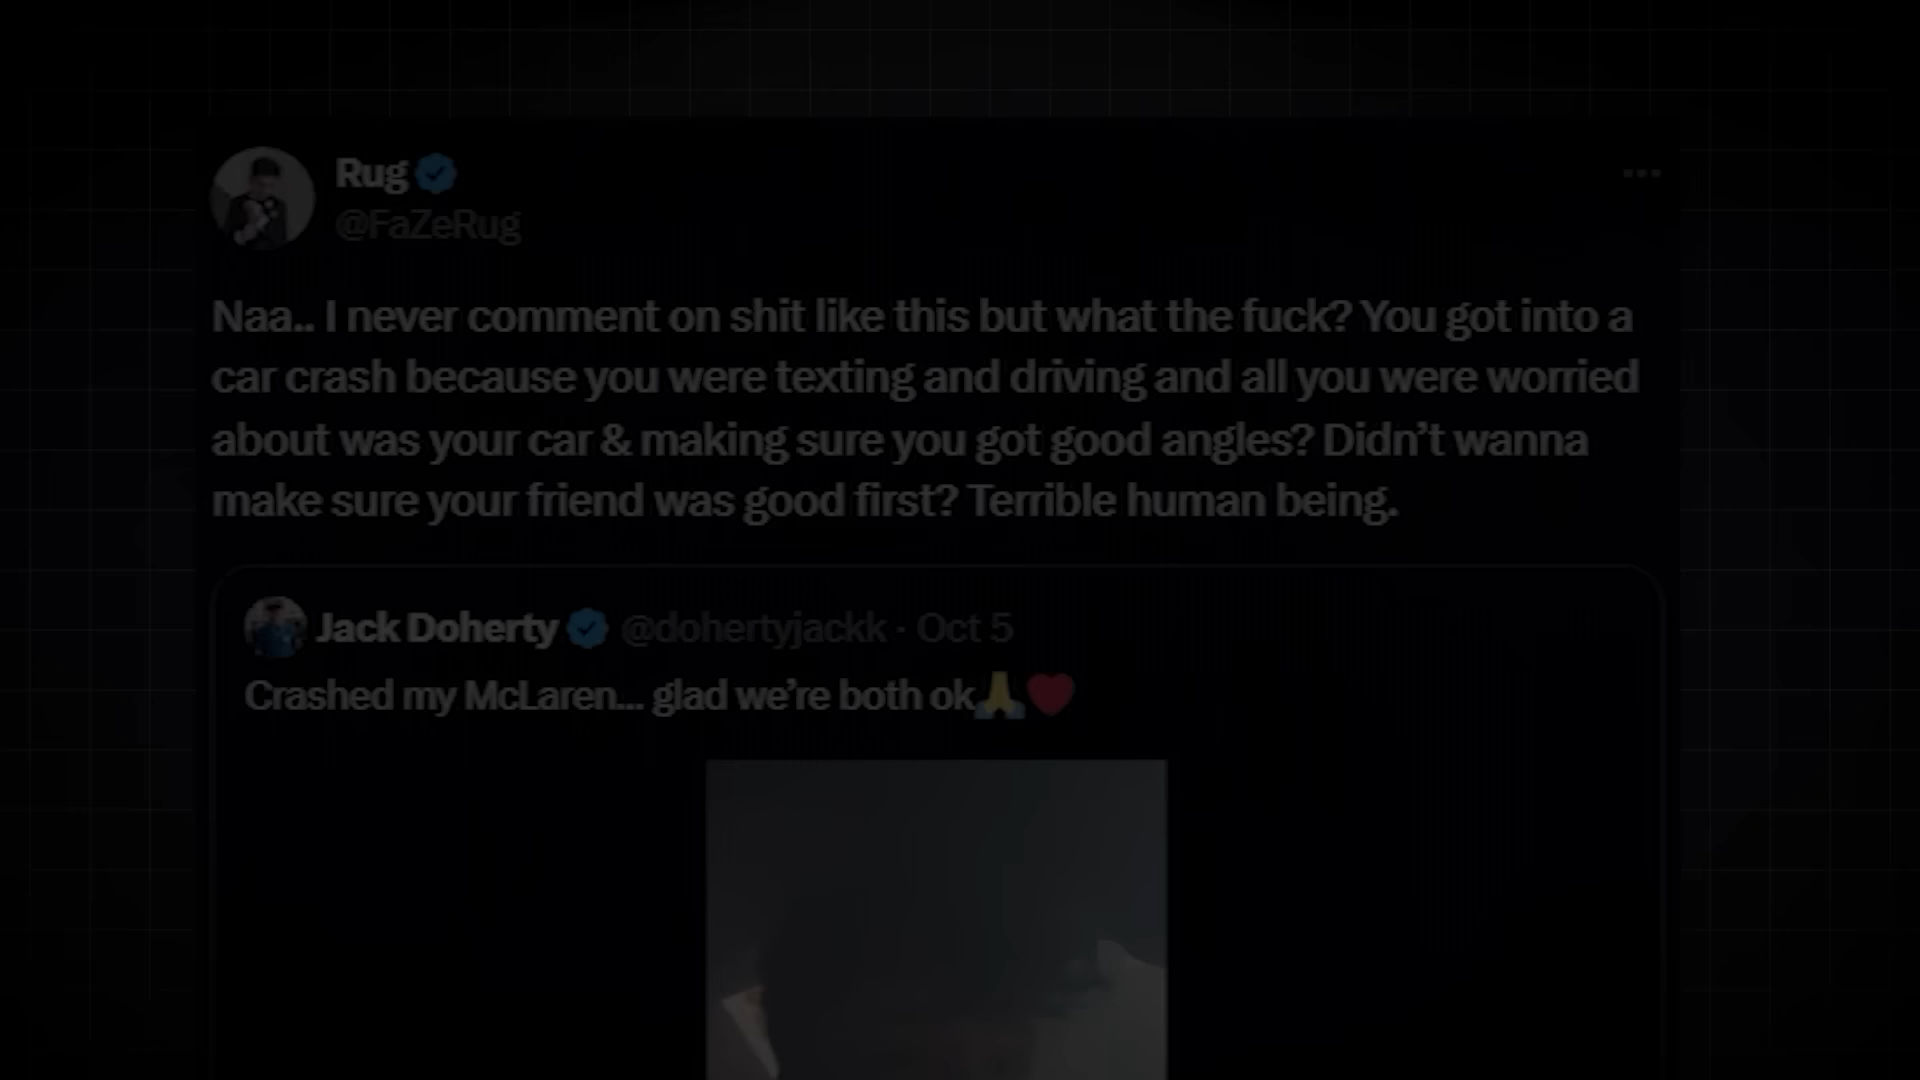 Rug
@FaZeRug
Naa.. I never comment on shit like this but what the fuck? You got into a
car crash because you were texting and driving and all you were worried
about was your car & making sure you got good angles? Didn’t wanna
make sure your friend was good first? Terrible human being.
Jack Doherty @dohertyjackk · Oct 5
Crashed my McLaren... glad we’re both ok🙏❤️